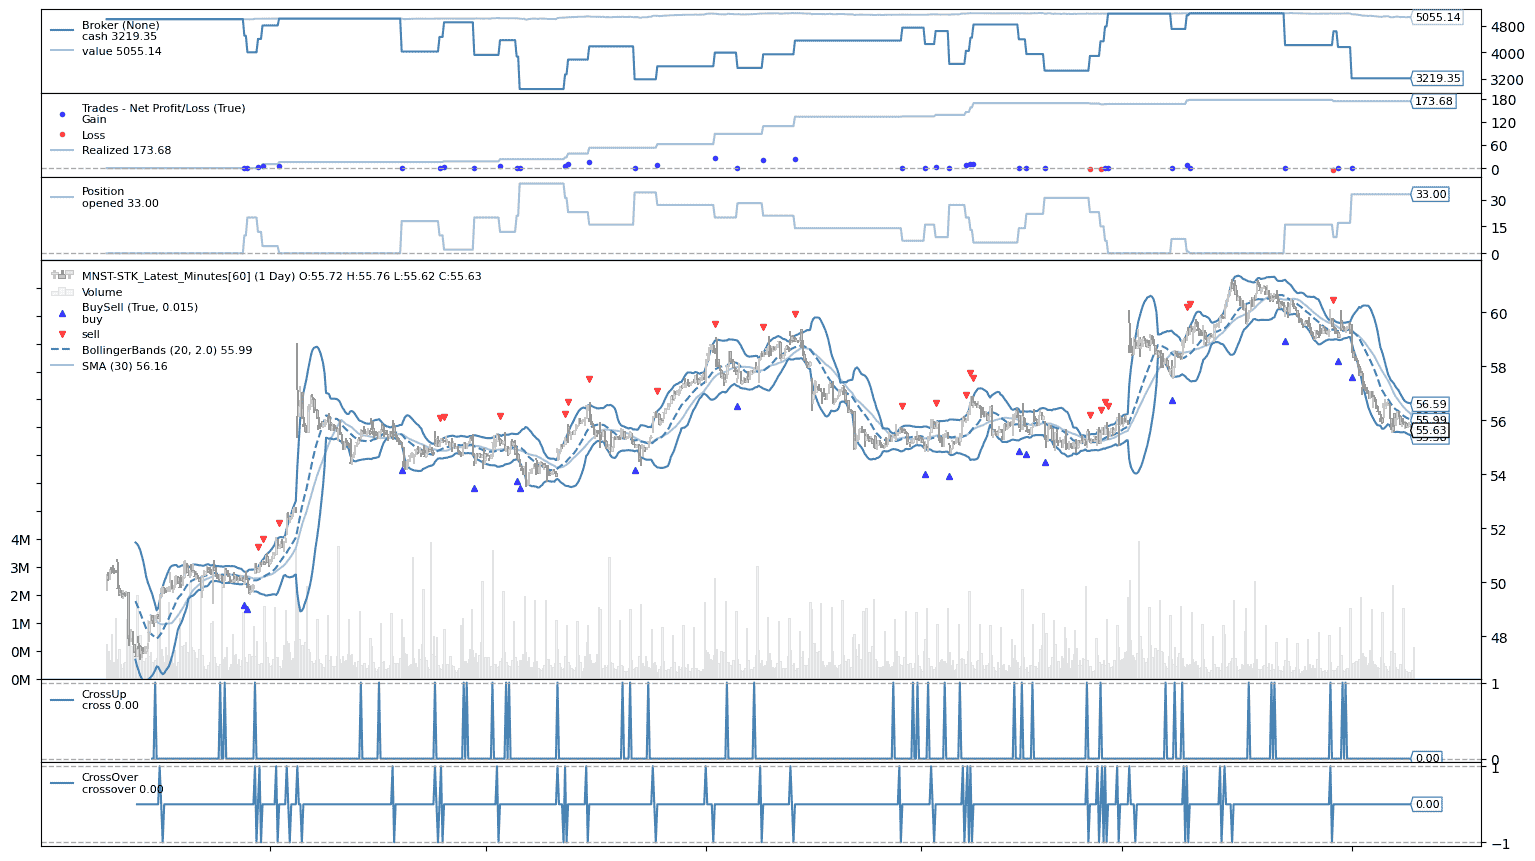 Broker (None)
cash 3219.35
value 5055.14
5055.14
4800
4000
3219.35
3200
Trades - Net Profit/Loss (True)
Gain
Loss
Realized 173.68
180
173.68
120
60
0
Position
opened 33.00
33.00
30
15
0
MNST-STK_Latest_Minutes[60] (1 Day) O:55.72 H:55.76 L:55.62 C:55.63
Volume
BuySell (True, 0.015)
buy
sell
BollingerBands (20, 2.0) 55.99
SMA (30) 56.16
60
58
56.59
55.99
56
55.63
54
52
50
48
4M
3M
2M
1M
0M
0M
CrossUp
cross 0.00
1
0.00
0
CrossOver
crossover 0.00
1
0.00
−1